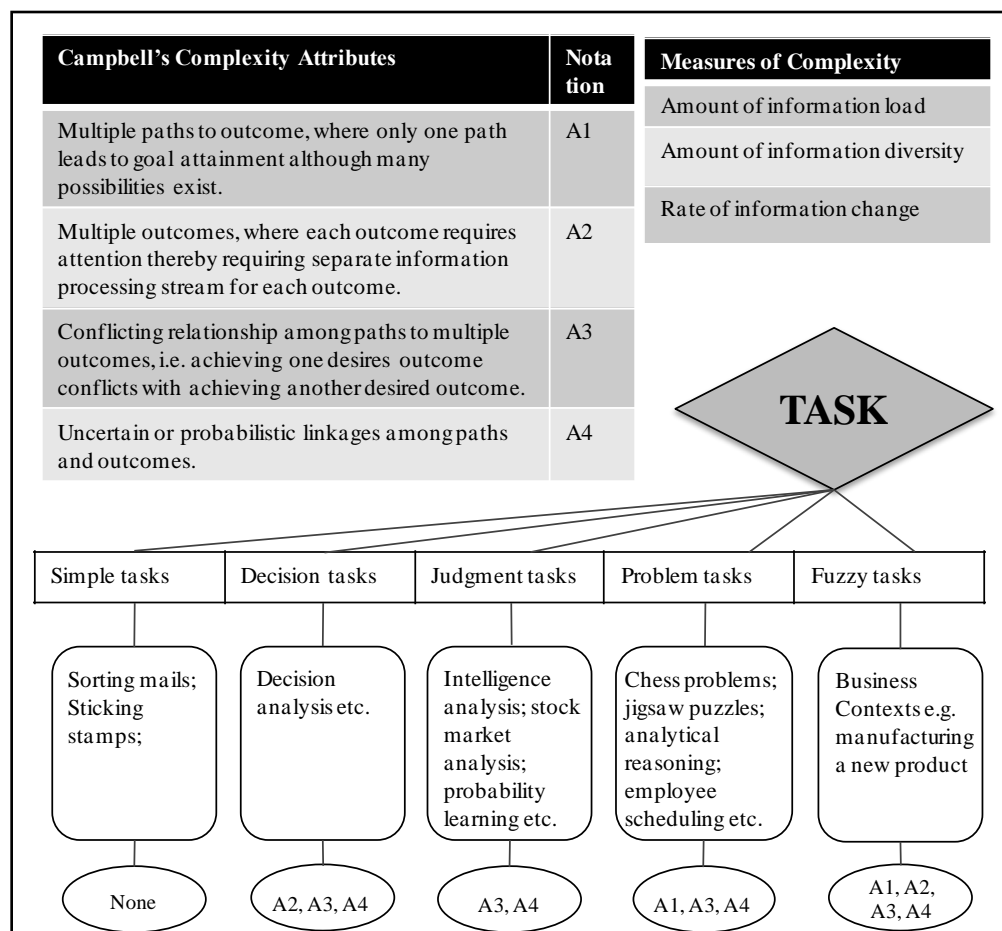 Campbell's Complexity Attributes
Nota
tion
Multiple paths to outcome, where only one path
leads to goal attainment although many
possibilities exist.
A1
Multiple outcomes, where each outcome requires
attention thereby requiring separate information
processing stream for each outcome.
A2
Conflicting relationship among paths to multiple
outcomes, i.e. achieving one desires outcome
conflicts with achieving another desired outcome.
A3
Uncertain or probabilistic linkages among paths
and outcomes.
A4
Measures of Complexity
Amount of information load
Amount of information diversity
Rate of information change
TASK
Simple tasks
Decision tasks
Judgment tasks
Problem tasks
Fuzzy tasks
Sorting mails;
Sticking
stamps;
Decision
analysis etc.
Intelligence
analysis; stock
market
analysis;
probability
learning etc.
Chess problems;
jigsaw puzzles;
analytical
reasoning;
employee
scheduling etc.
Business
Contexts e.g.
manufacturing
a new product
None
A2, A3, A4
A3, A4
A1, A3, A4
A1, A2,
A3, A4